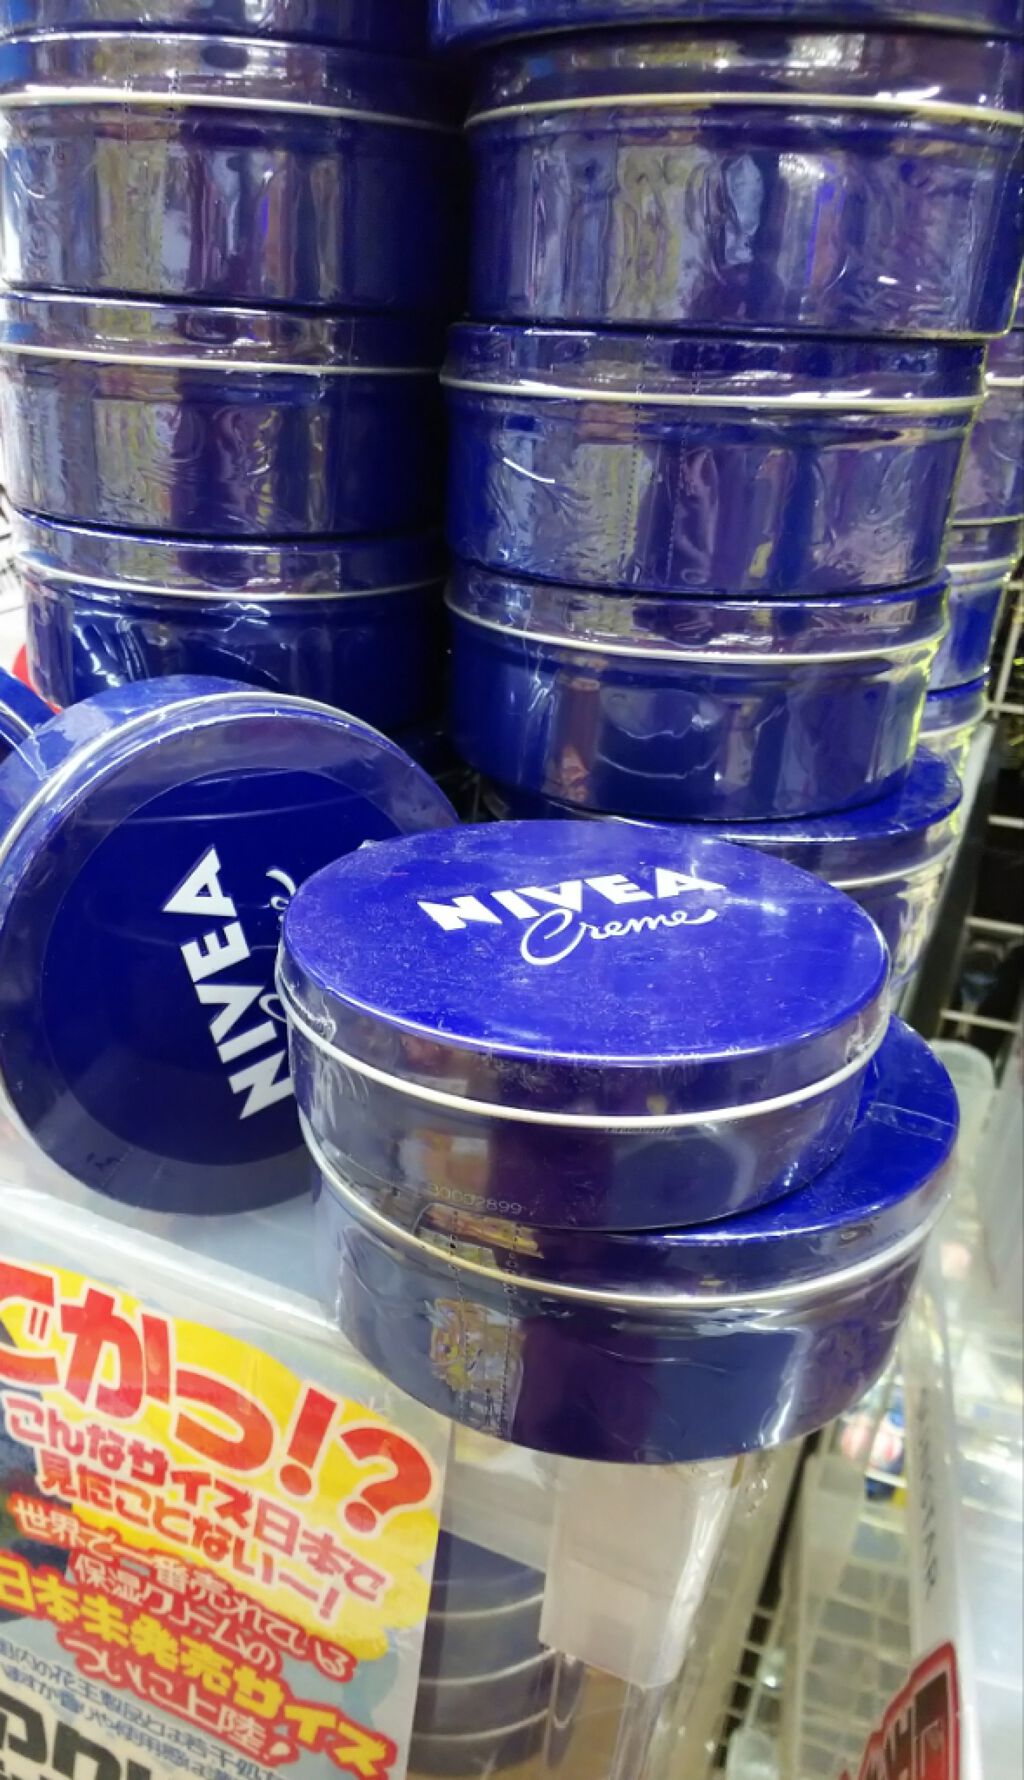 NIVEA
Creme
NIVEA
30002899
でかっ!?
こんなサイズ日本で
見たことない〜!
世界で一番売れている
保湿クリームの
日本未発売サイズ
ついに上陸!